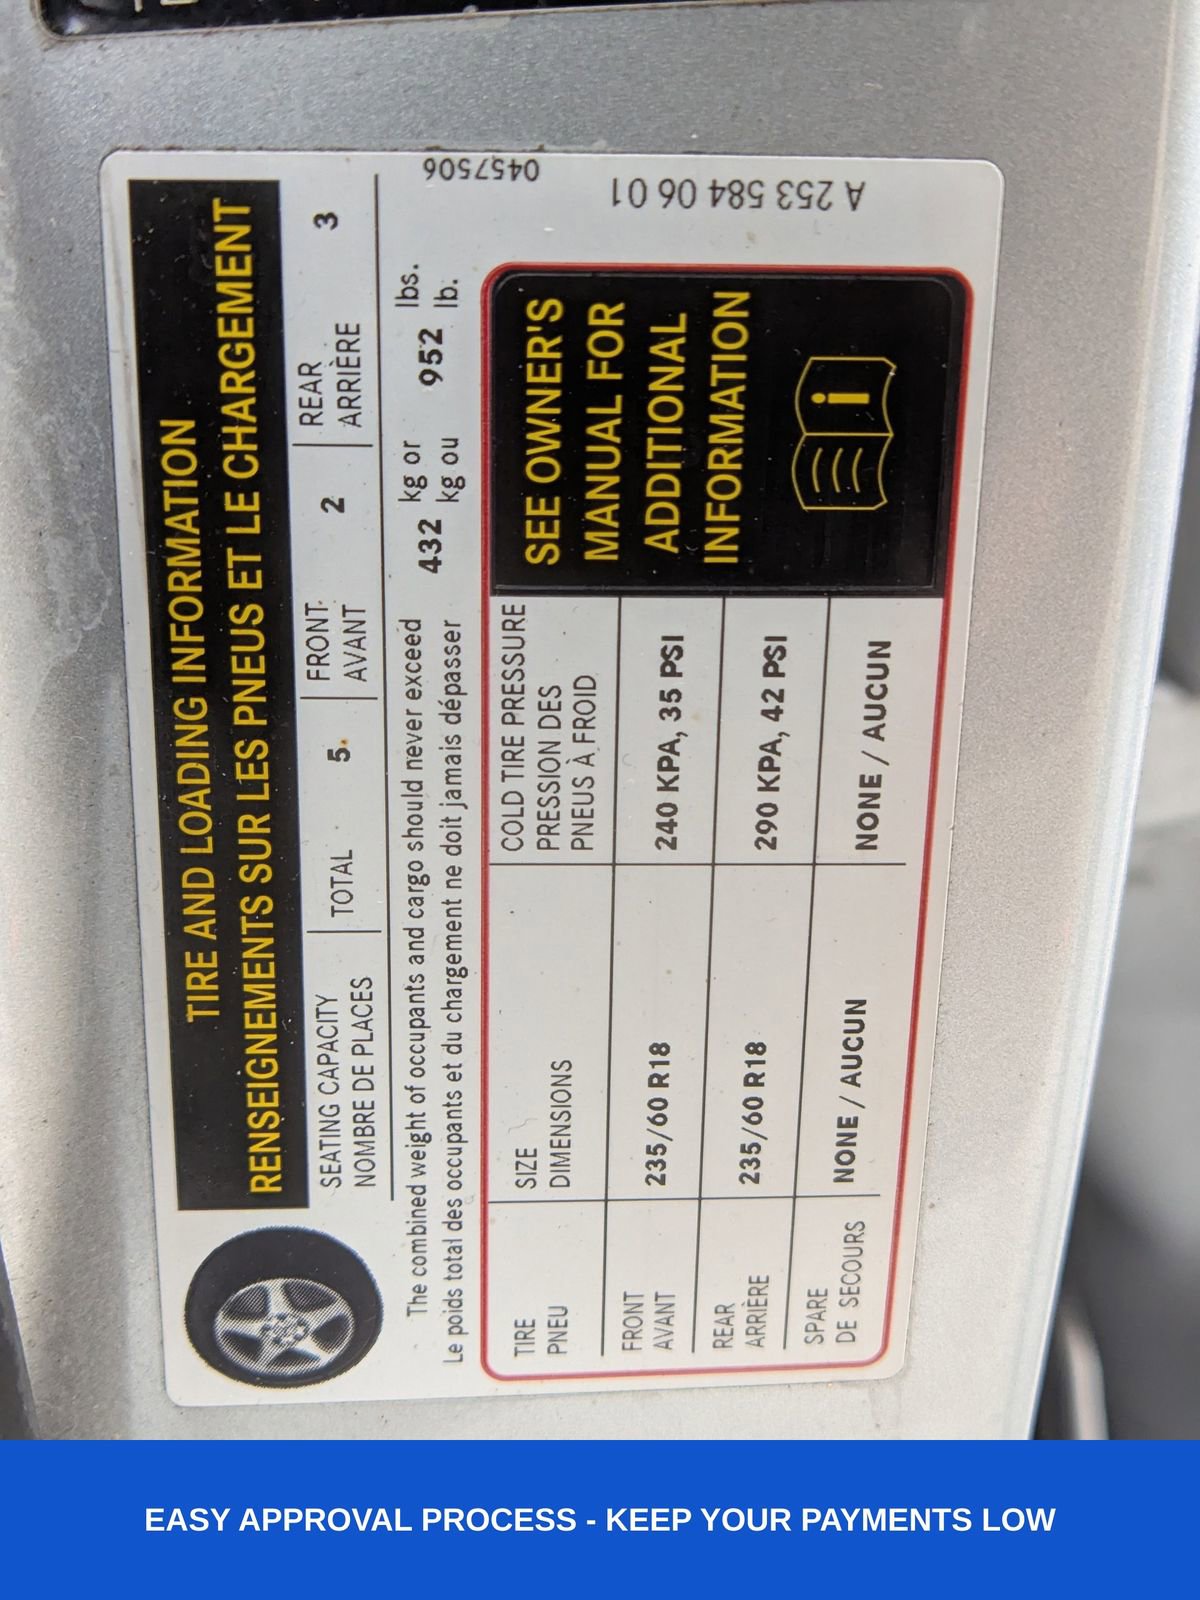 TIRE AND LOADING INFORMATION
RENSEIGNEMENTS SUR LES PNEUS ET LE CHARGEMENT
SEATING CAPACITY
NOMBRE DE PLACES
TOTAL 5
FRONT
AVANT
2
REAR
ARRIÈRE
3
The combined weight of occupants and cargo should never exceed 432 kg or 952 lbs.
Le poids total des occupants et du chargement ne doit jamais dépasser kg ou lb.
TIRE
PNEU
SIZE
DIMENSIONS
COLD TIRE PRESSURE
PRESSION DES
PNEUS À FROID
FRONT
AVANT
235/60 R18
240 KPA, 35 PSI
REAR
ARRIÈRE
235/60 R18
290 KPA, 42 PSI
SPARE
DE SECOURS
NONE / AUCUN
NONE / AUCUN
SEE OWNER'S
MANUAL FOR
ADDITIONAL
INFORMATION
0457506
A 253 584 06 01
EASY APPROVAL PROCESS - KEEP YOUR PAYMENTS LOW